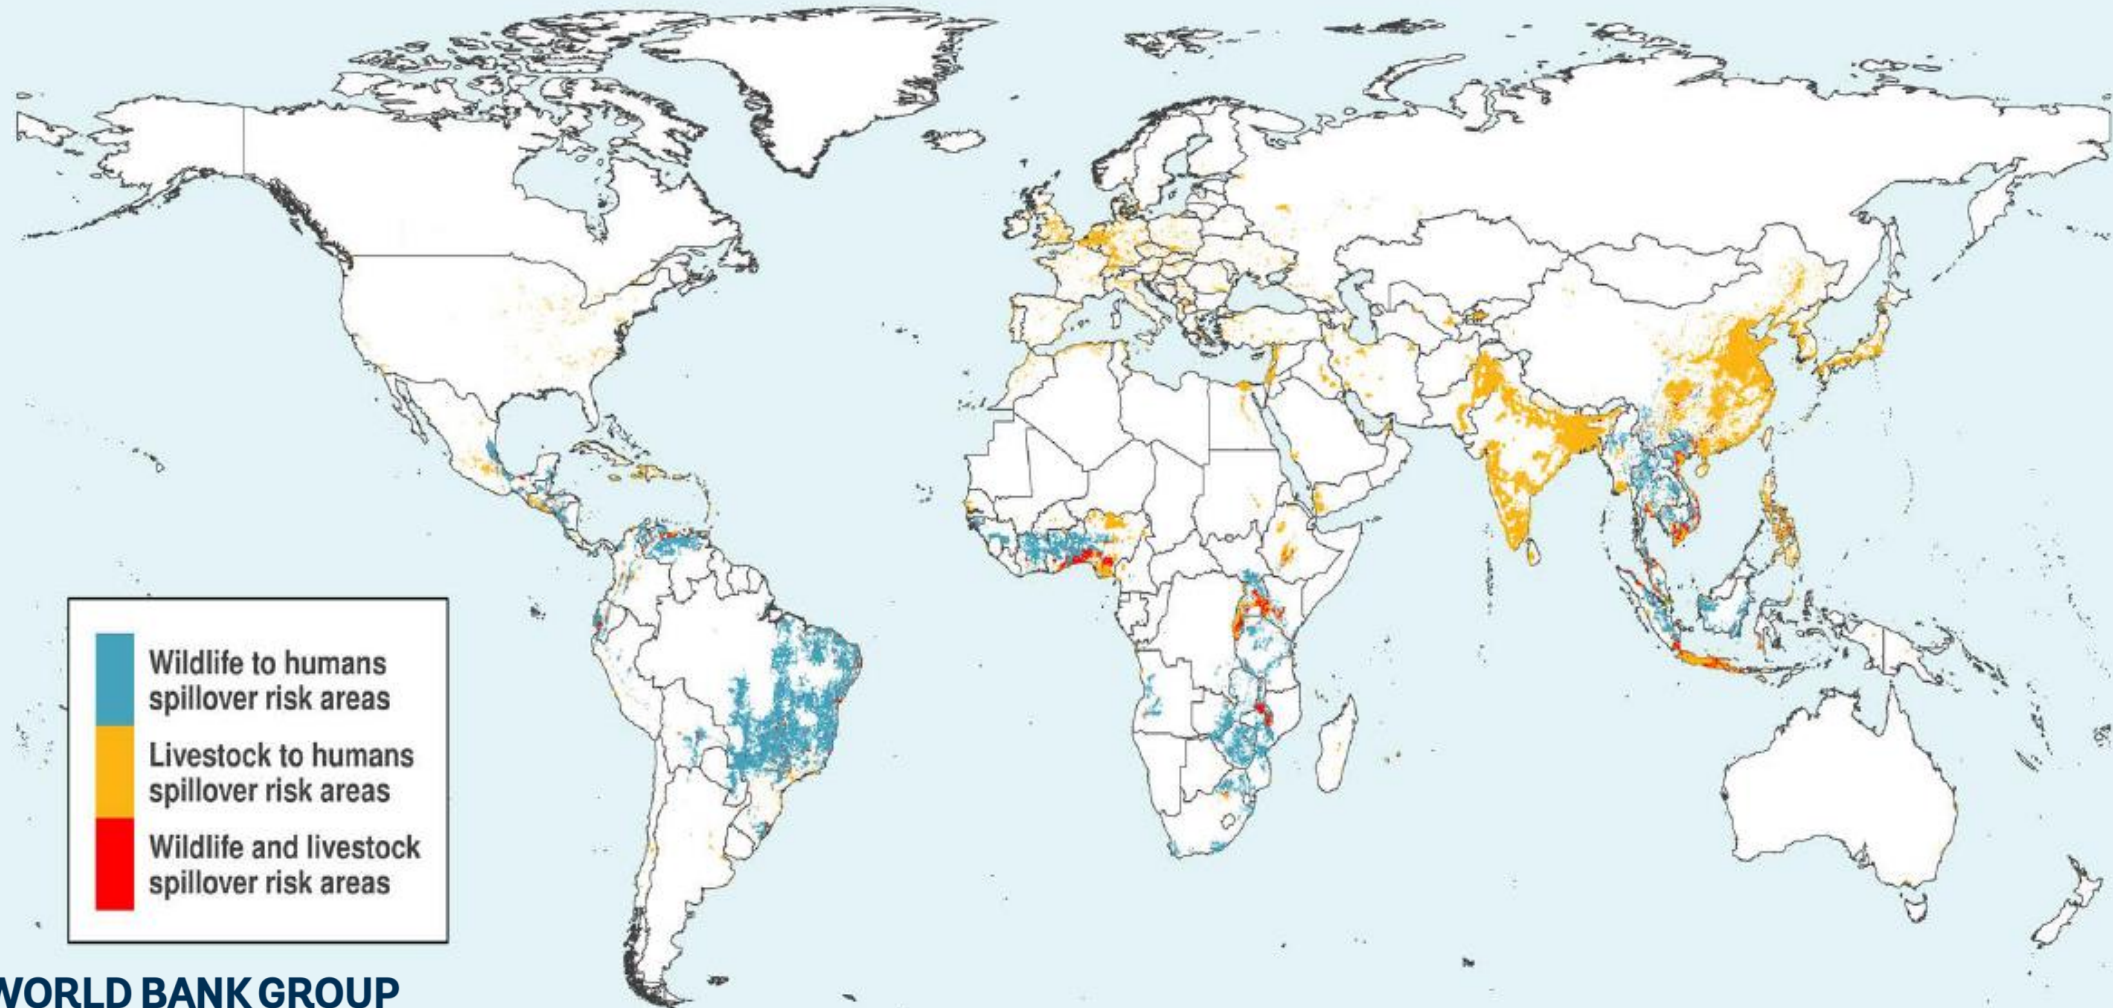 Wildlife to humans
spillover risk areas
Livestock to humans
spillover risk areas
Wildlife and livestock
spillover risk areas
WORLD BANK GROUP